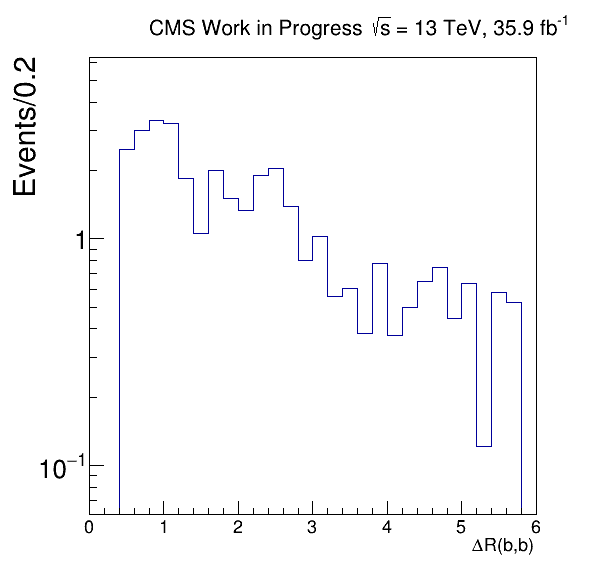 CMS Work in Progress √s = 13 TeV, 35.9 fb⁻¹
Events/0.2
1
10⁻¹
0 1 2 3 4 5 6
ΔR(b,b)